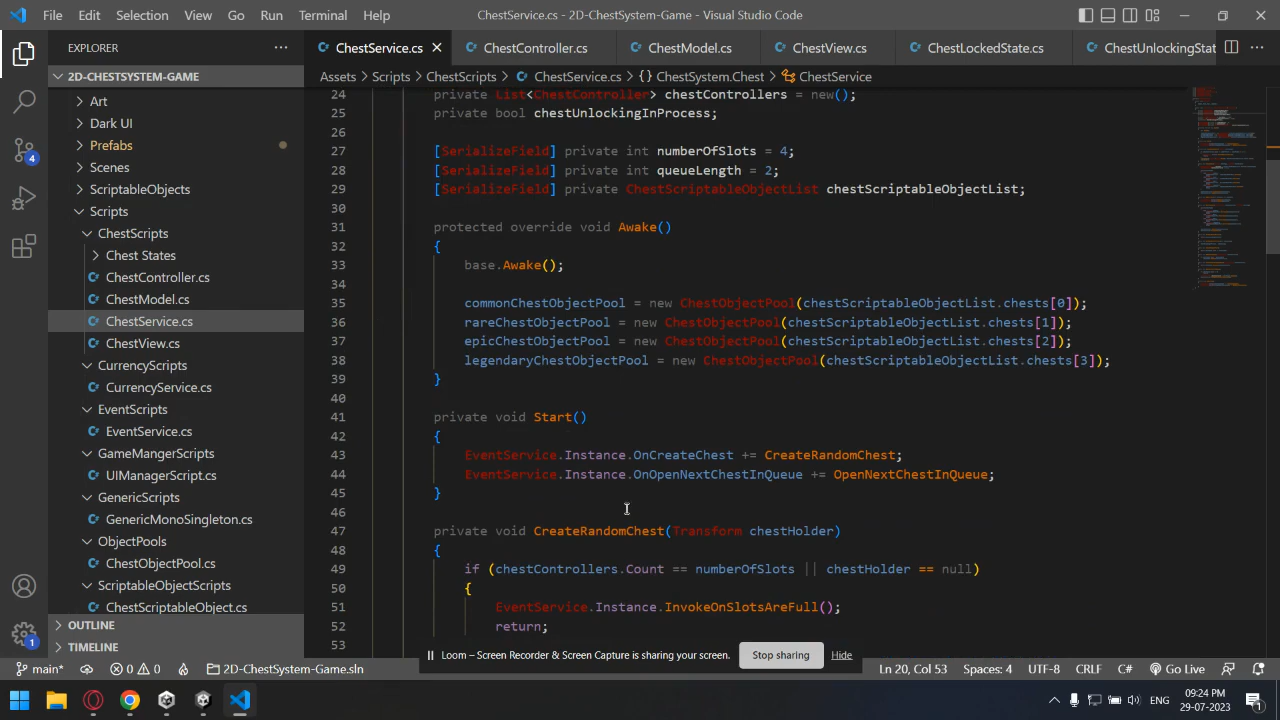 File Edit Selection View Go Run Terminal Help ChestService.cs - 2D-ChestSystem-Game - Visual Studio Code
EXPLORER
2D-CHESTSYSTEM-GAME
Art
Dark UI
Prefabs
Scenes
ScriptableObjects
Scripts
ChestScripts
Chest States
ChestController.cs
ChestModel.cs
ChestService.cs
ChestView.cs
CurrencyScripts
CurrencyService.cs
EventScripts
EventService.cs
GameMangerScripts
UIManagerScript.cs
GenericScripts
GenericMonoSingleton.cs
ObjectPools
ChestObjectPool.cs
ScriptableObjectScripts
ChestScriptableObject.cs
OUTLINE
TIMELINE
4
1
ChestService.cs ChestController.cs ChestModel.cs ChestView.cs ChestLockedState.cs ChestUnlockingStat
Assets > Scripts > ChestScripts > ChestService.cs > {} ChestSystem.Chest > ChestService
24 private List<ChestController> chestControllers = new();
25 private bool chestUnlockingInProcess;
26
27 [SerializeField] private int numberOfSlots = 4;
28 [SerializeField] private int queueLength = 2;
29 [SerializeField] private ChestScriptableObjectList chestScriptableObjectList;
30
31 protected override void Awake()
32 {
33 base.Awake();
34
35 commonChestObjectPool = new ChestObjectPool(chestScriptableObjectList.chests[0]);
36 rareChestObjectPool = new ChestObjectPool(chestScriptableObjectList.chests[1]);
37 epicChestObjectPool = new ChestObjectPool(chestScriptableObjectList.chests[2]);
38 legendaryChestObjectPool = new ChestObjectPool(chestScriptableObjectList.chests[3]);
39 }
40
41 private void Start()
42 {
43 EventService.Instance.OnCreateChest += CreateRandomChest;
44 EventService.Instance.OnOpenNextChestInQueue += OpenNextChestInQueue;
45 }
46
47 private void CreateRandomChest(Transform chestHolder)
48 {
49 if (chestControllers.Count == numberOfSlots || chestHolder == null)
50 {
51 EventService.Instance.InvokeOnSlotsAreFull();
52 return;
53
Loom – Screen Recorder & Screen Capture is sharing your screen. Stop sharing Hide
main* 0 0 2D-ChestSystem-Game.sln Ln 20, Col 53 Spaces: 4 UTF-8 CRLF C# Go Live
ENG 09:24 PM
29-07-2023
1